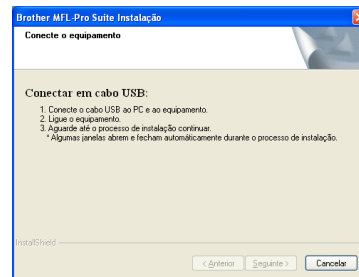 Brother MFL-Pro Suite Instalação
Conecte o equipamento
Conectar em cabo USB:
1. Conecte o cabo USB ao PC e ao equipamento.
2. Ligue o equipamento.
3. Aguarde até o processo de instalação continuar.
* Algumas janelas abrem e fecham automáticamente durante o processo de instalação.
InstallShield
< Anterior Seguinte > Cancelar